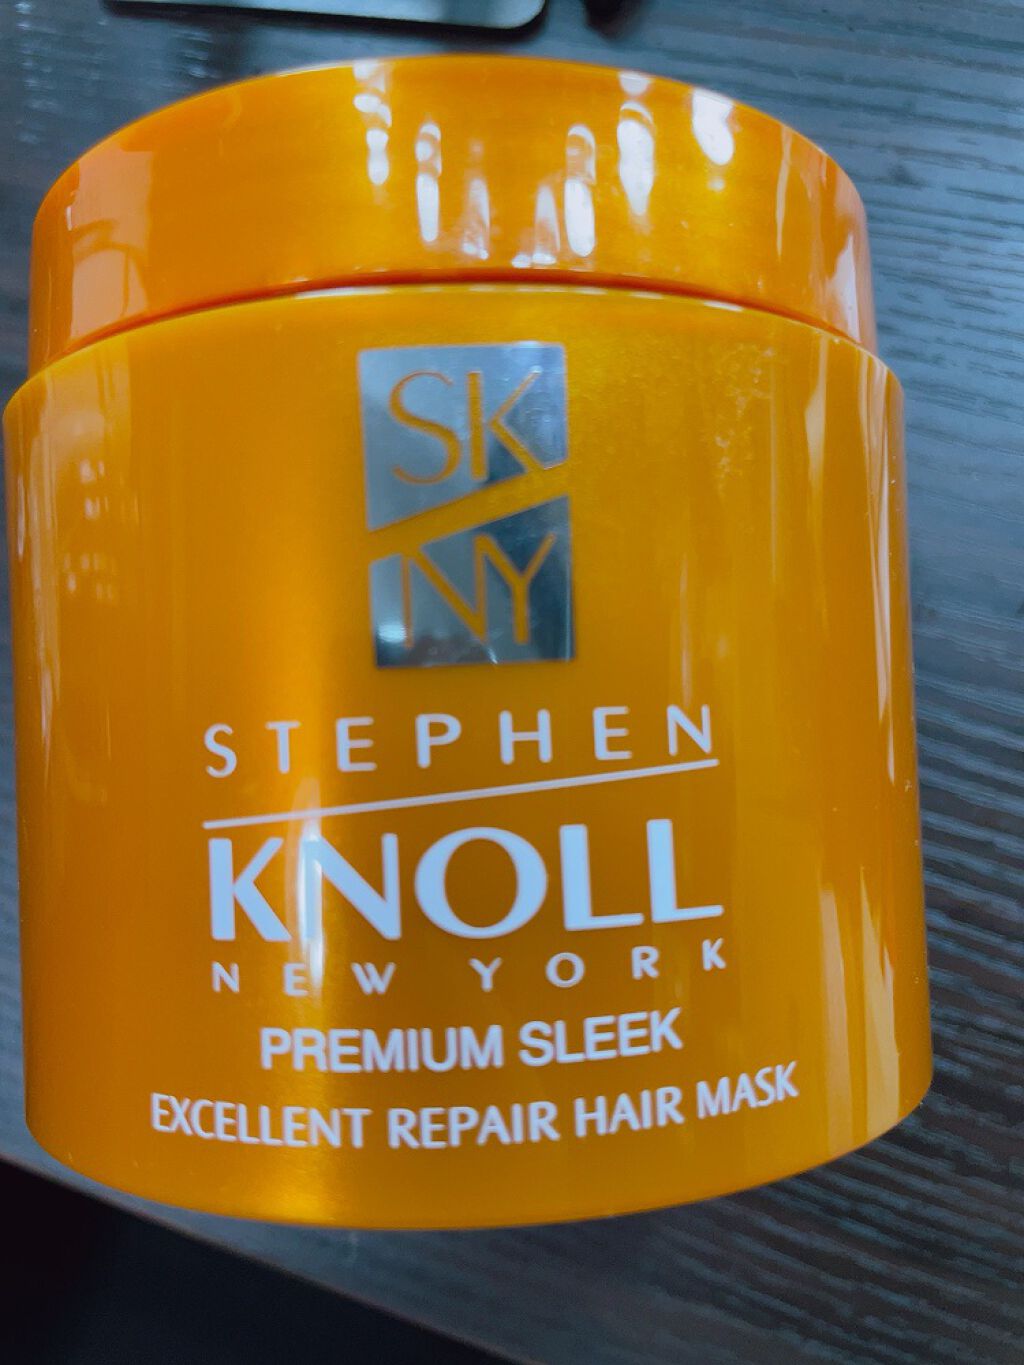 SK
NY
STEPHEN
KNOLL
NEW YORK
PREMIUM SLEEK
EXCELLENT REPAIR HAIR MASK